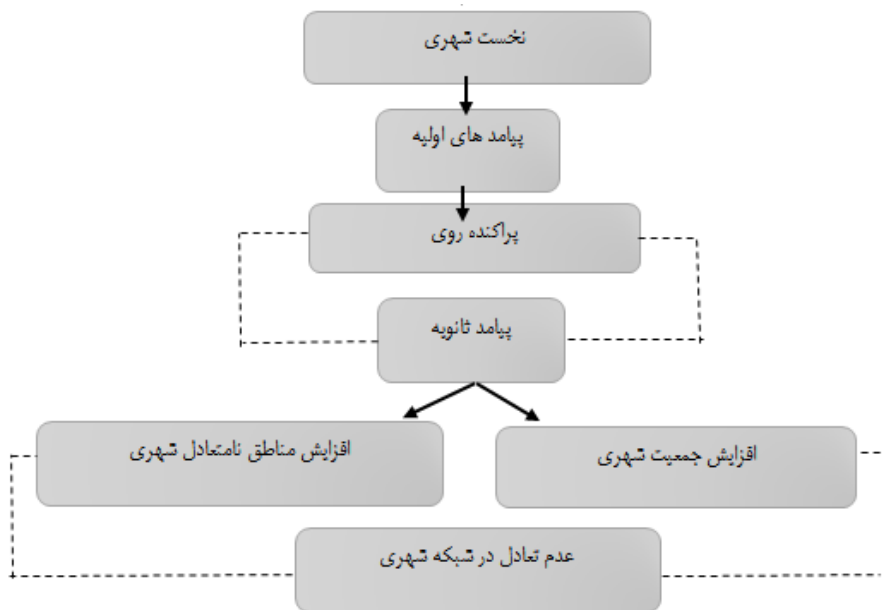 نخست شهری
پیامد های اولیه
پراکنده روی
پیامد ثانویه
افزایش جمعیت شهری
افزایش مناطق نامتعادل شهری
عدم تعادل در شبکه شهری